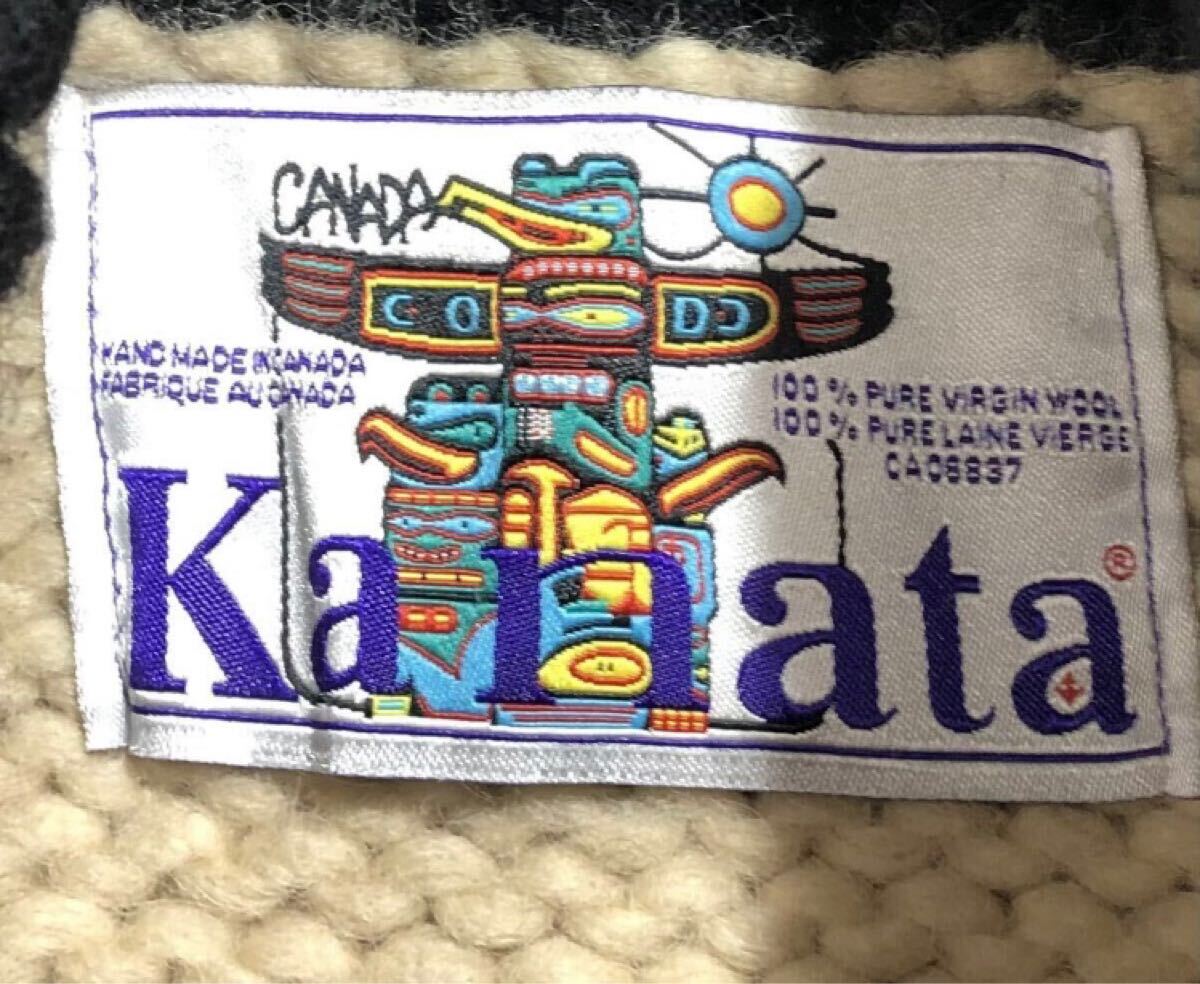 CANADA
HAND MADE IN CANADA
FABRIQUE AU CANADA
100 % PURE VIRGIN WOOL
100 % PURE LAINE VIERGE
CA06837
Kanata ®